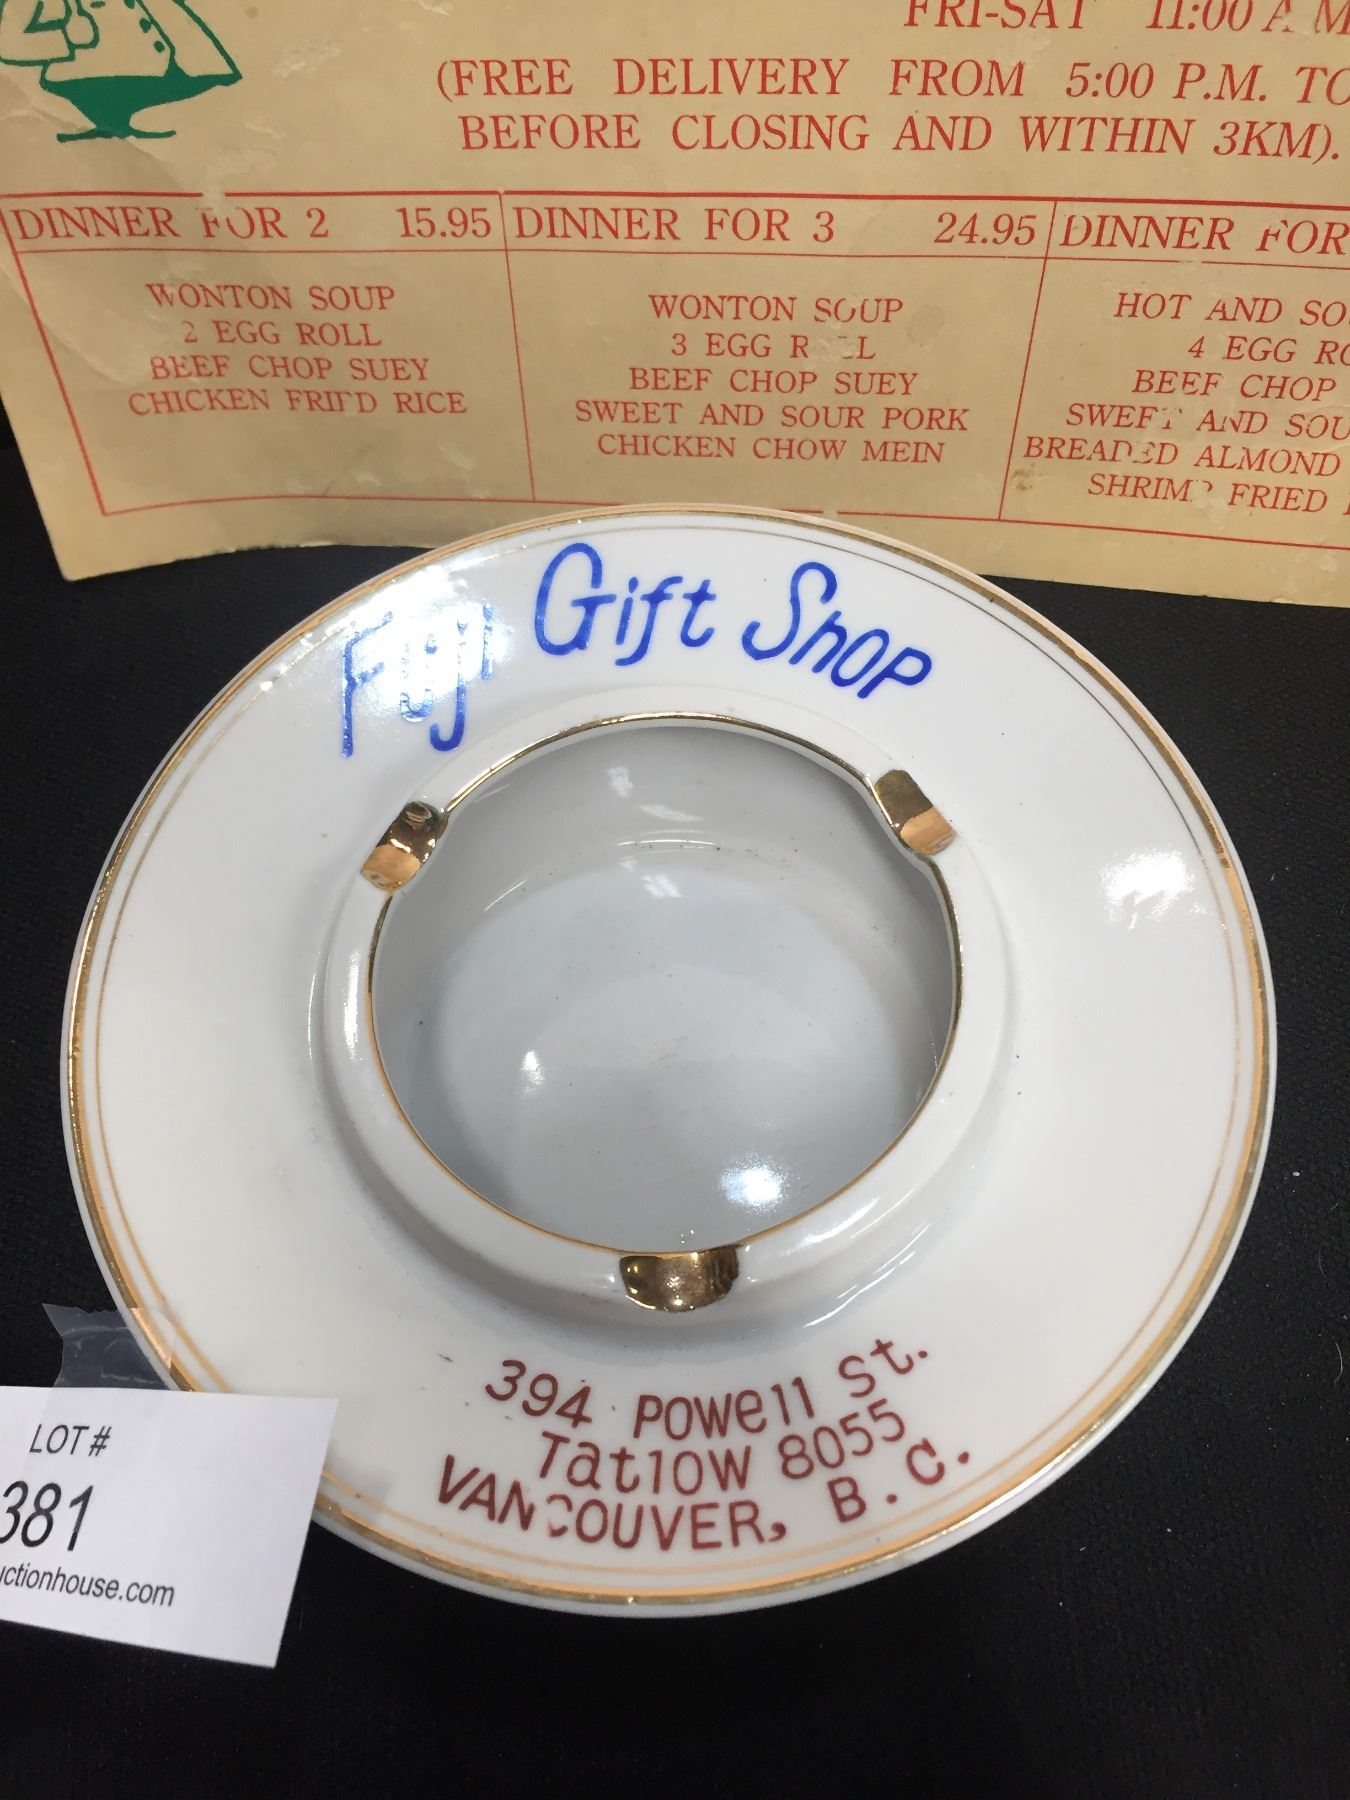 FRI-SAT 11:00 A M
(FREE DELIVERY FROM 5:00 P.M. TO
BEFORE CLOSING AND WITHIN 3KM).
DINNER FOR 2 15.95
WONTON SOUP
2 EGG ROLL
BEEF CHOP SUEY
CHICKEN FRIED RICE
DINNER FOR 3 24.95
WONTON SOUP
3 EGG ROLL
BEEF CHOP SUEY
SWEET AND SOUR PORK
CHICKEN CHOW MEIN
DINNER FOR
HOT AND
4 EGG
BEEF CHOP
SWEET AND
BREADED ALMOND
SHRIMP FRIED
Fuji Gift Shop
394 Powell St.
Tatlow 8055
VANCOUVER, B.C.
LOT#
381
uctionhouse.com